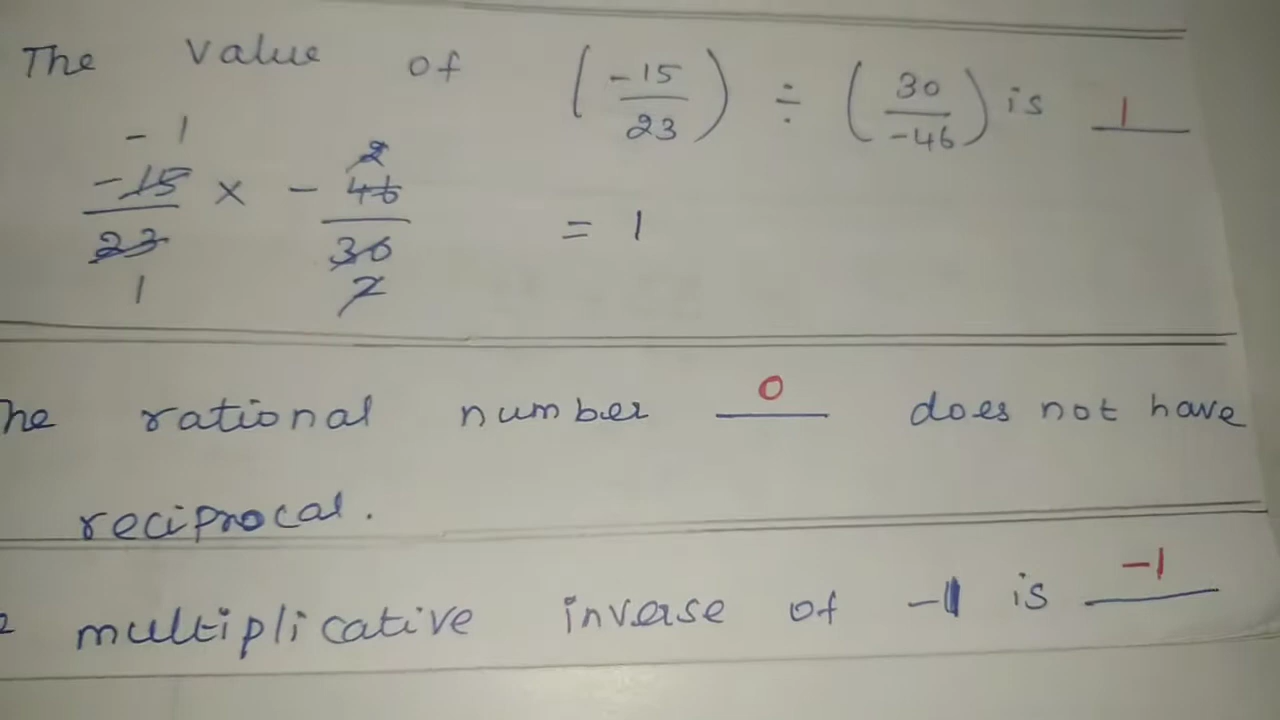 The value of (-15/23) ÷ (30/-46) is 1
- 1 2
-15/23 × - 46/30 = 1
1 2
he rational number 0 does not have
reciprocal.
multiplicative inverse of -1 is -1